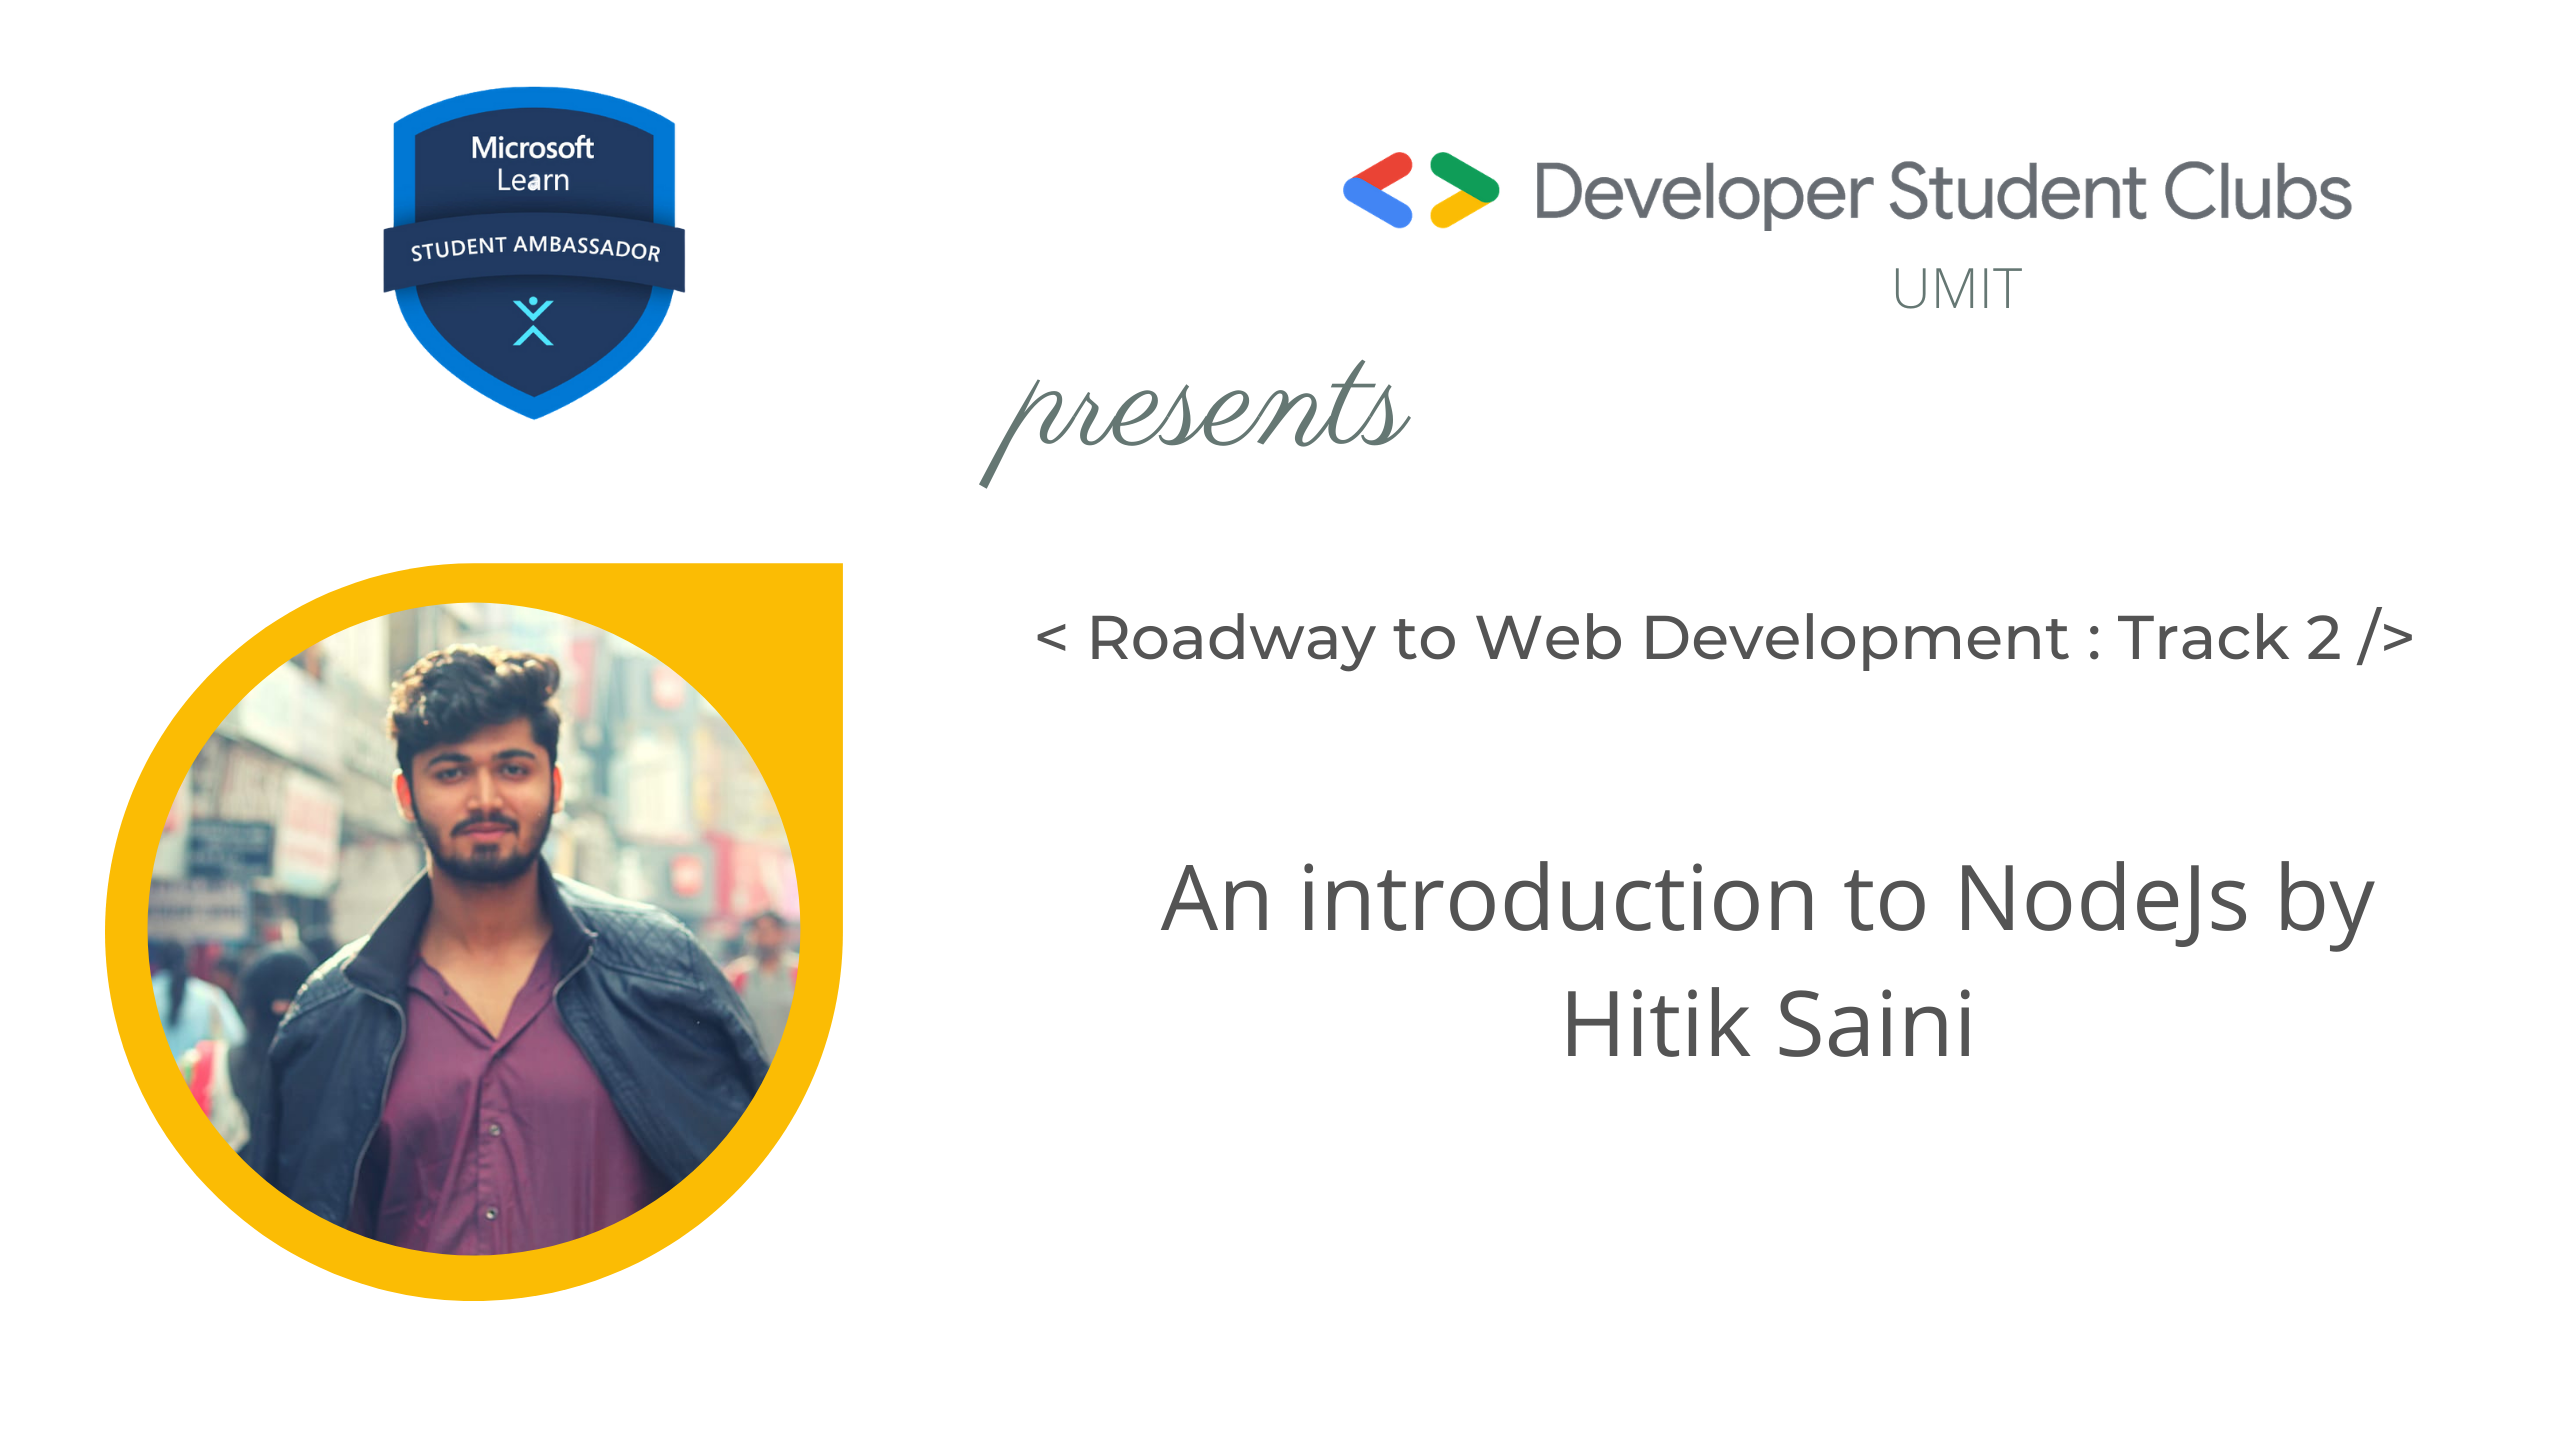 Microsoft
Learn
STUDENT AMBASSADOR
Developer Student Clubs
UMIT
presents
< Roadway to Web Development : Track 2 />
An introduction to NodeJs by
Hitik Saini